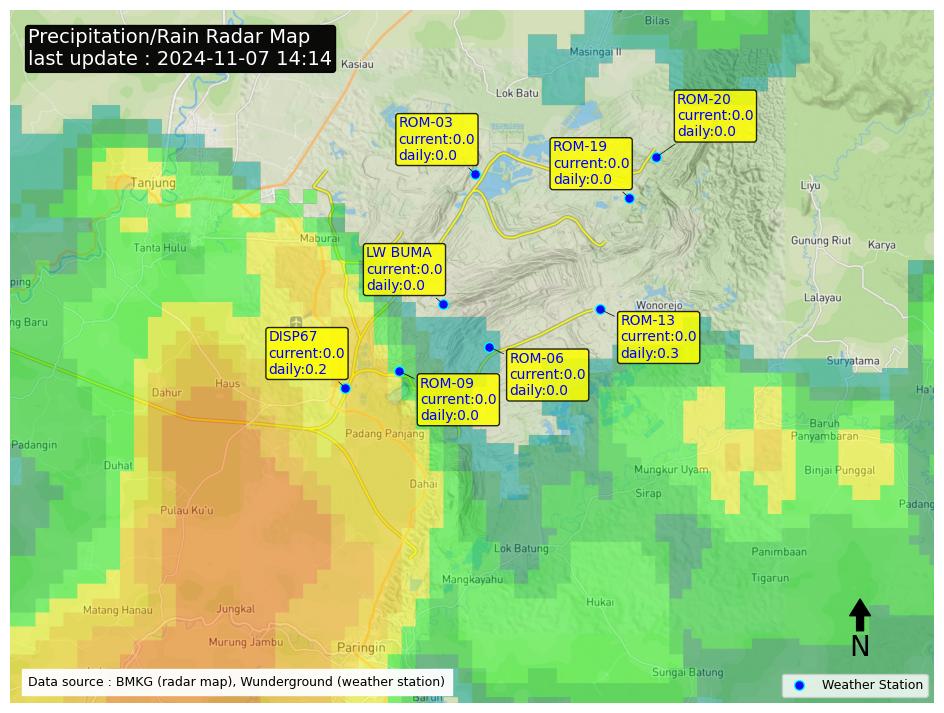 Precipitation/Rain Radar Map
last update : 2024-11-07 14:14
Bilas
Masingai II
Kasiau
Lok Batu
ROM-20
current:0.0
daily:0.0
ROM-03
current:0.0
daily:0.0
ROM-19
current:0.0
daily:0.0
Tanjung
Liyu
Maburai
Tanta Hulu
Gunung Riut
Karya
LW BUMA
current:0.0
daily:0.0
ping
Lalayau
Wonorejo
ng Baru
ROM-13
current:0.0
daily:0.3
DISP67
current:0.0
daily:0.2
ROM-06
current:0.0
daily:0.0
Suryatama
Haus
Dahur
ROM-09
current:0.0
daily:0.0
Ha'u
Baruh
Panyambaran
Padang Panjang
Padangin
Duhat
Mungkur Uyam
Binjai Punggal
Dahai
Sirap
Padang
Pulau Ku'u
Lok Batung
Panimbaan
Mangkayahu
Tigarun
Hukai
Matang Hanau
Jungkal
Murung Jambu
Paringin
N
Sungai Batung
Data source : BMKG (radar map), Wunderground (weather station)
Weather Station
Barun